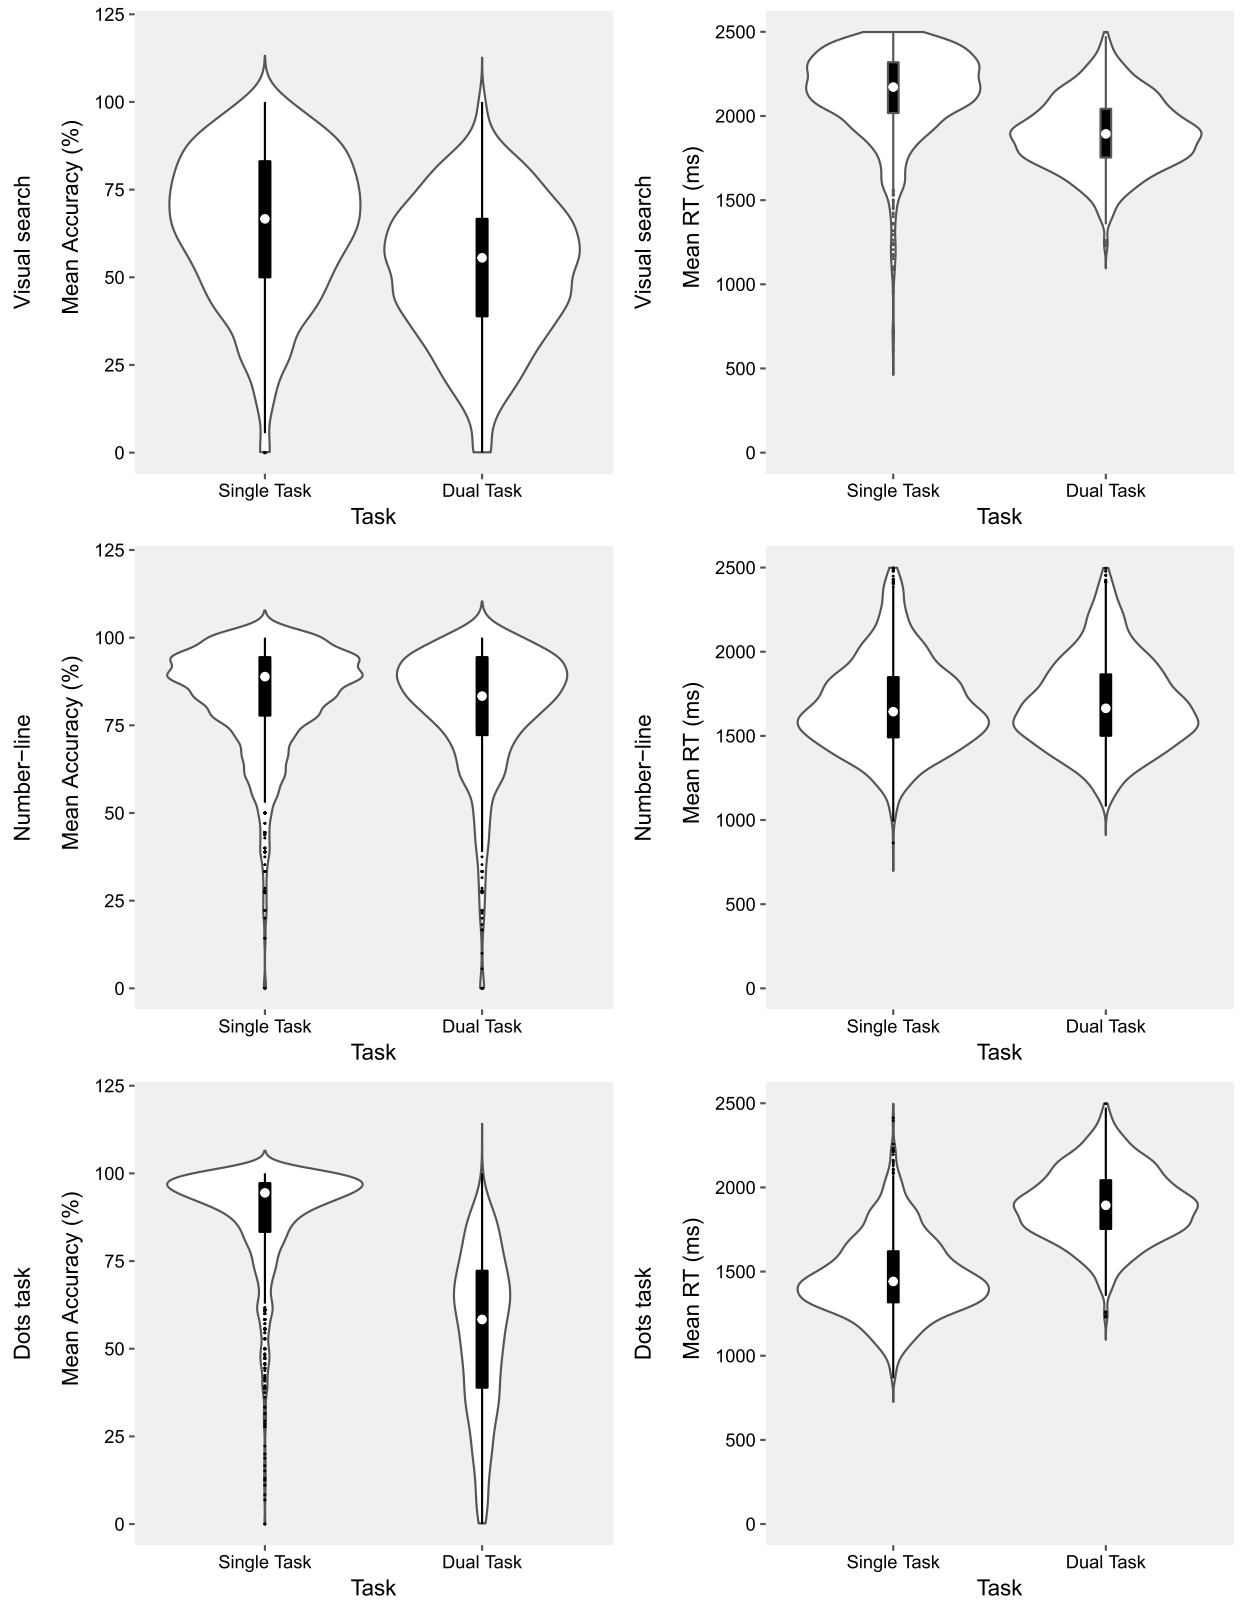 Visual search
Mean Accuracy (%)
125
100
75
50
25
0
Single Task
Dual Task
Task
Visual search
Mean RT (ms)
2500
2000
1500
1000
500
0
Single Task
Dual Task
Task
Number−line
Mean Accuracy (%)
125
100
75
50
25
0
Single Task
Dual Task
Task
Number−line
Mean RT (ms)
2500
2000
1500
1000
500
0
Single Task
Dual Task
Task
Dots task
Mean Accuracy (%)
125
100
75
50
25
0
Single Task
Dual Task
Task
Dots task
Mean RT (ms)
2500
2000
1500
1000
500
0
Single Task
Dual Task
Task